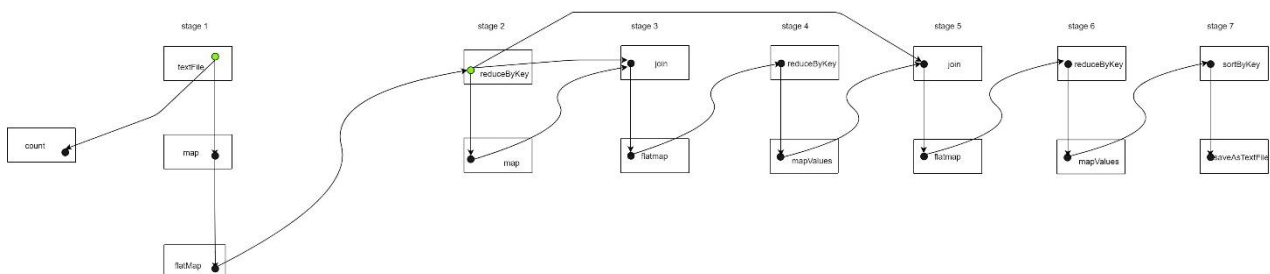 stage 1
stage 2
stage 3
stage 4
stage 5
stage 6
stage 7
textFile
reduceByKey
join
reduceByKey
join
reduceByKey
sortByKey
count
map
map
flatmap
mapValues
flatmap
mapValues
saveAsTextFile
flatMap